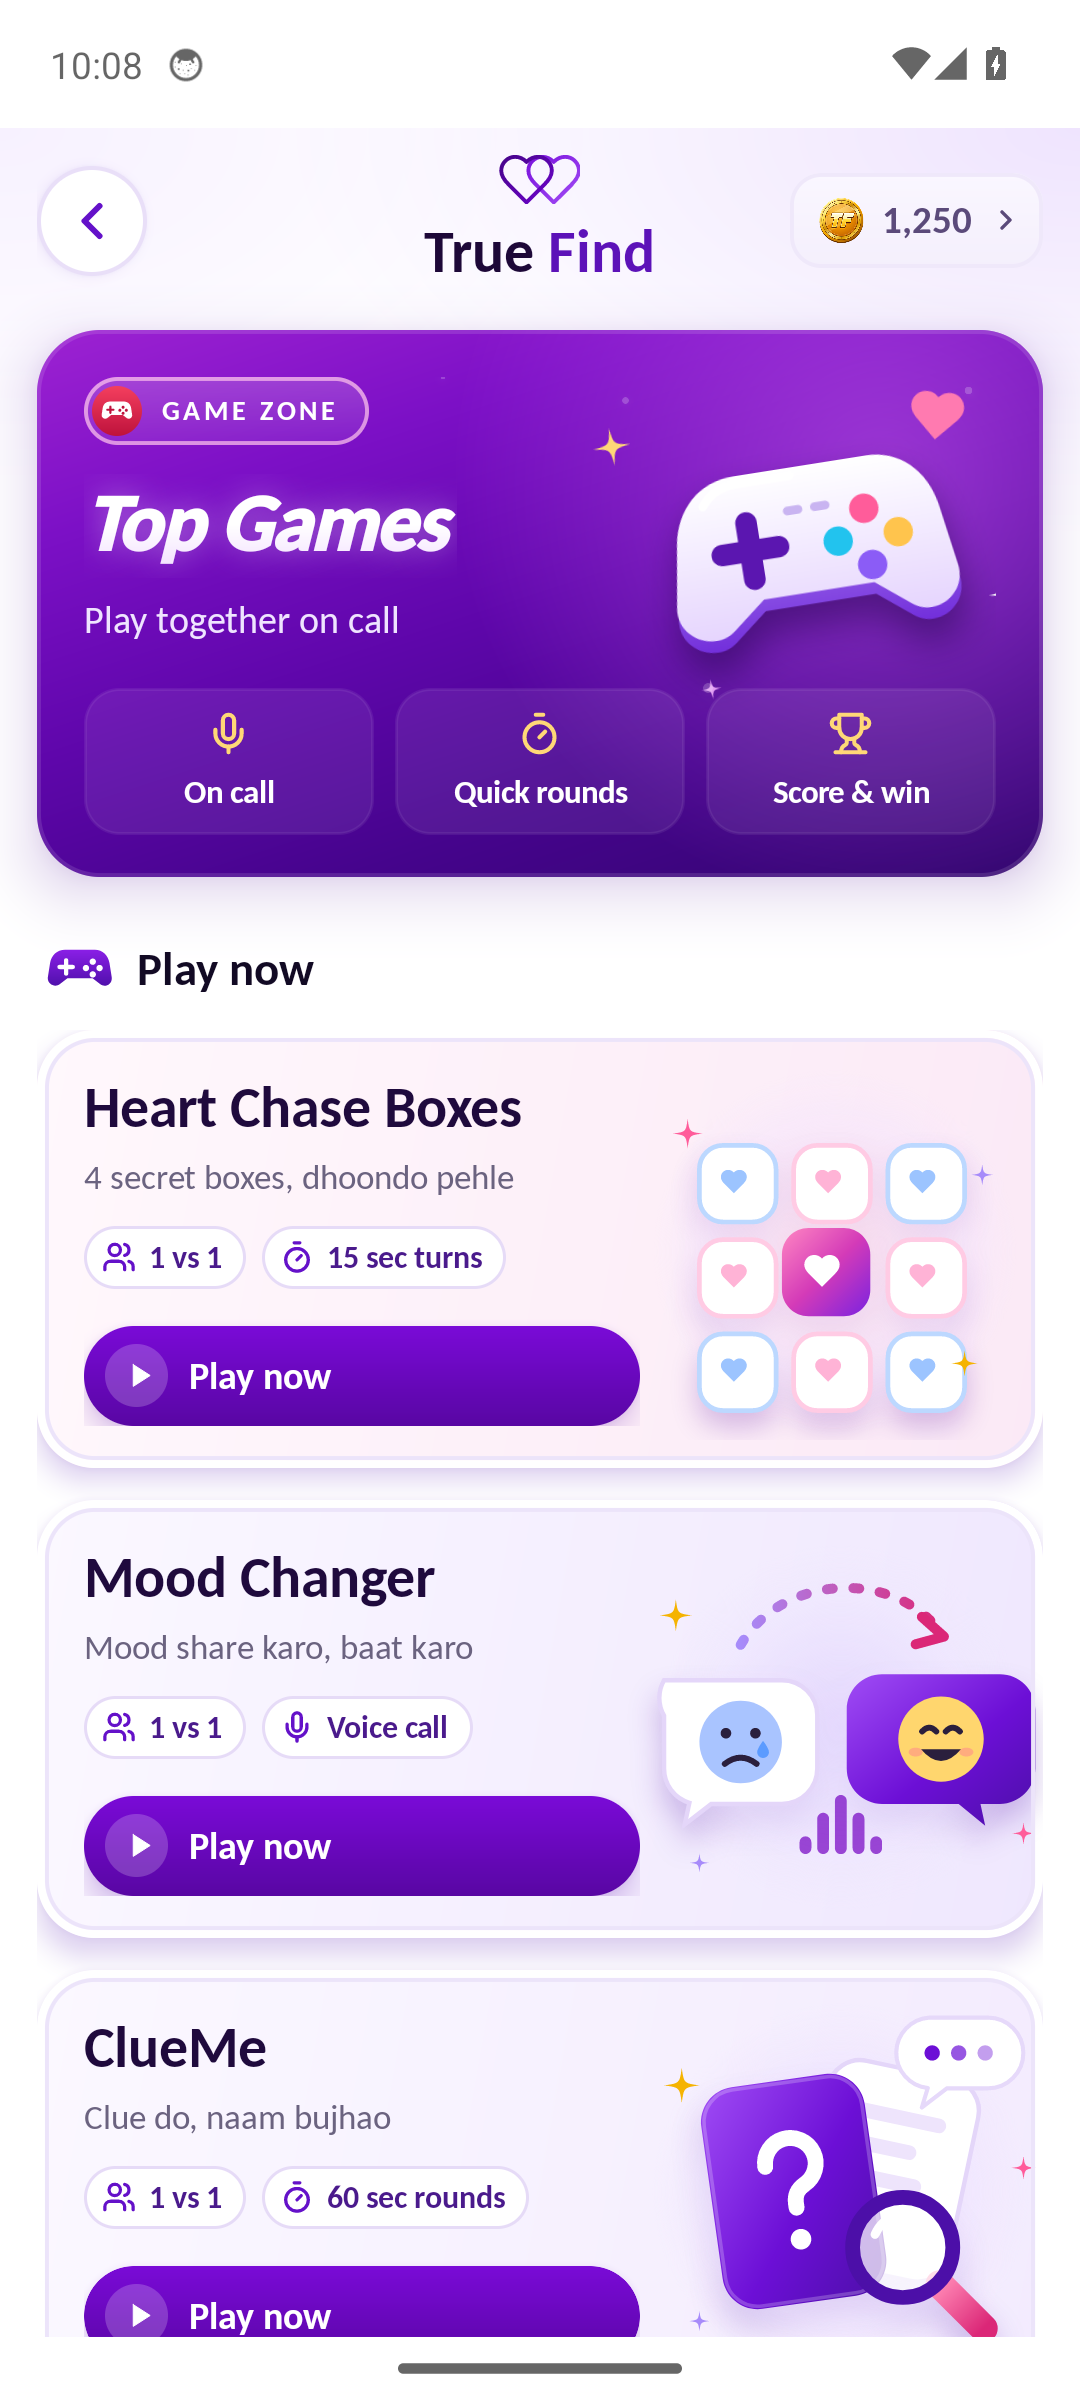 10:08
True Find
1,250
GAME ZONE
Top Games
Play together on call
On call
Quick rounds
Score & win
Play now
Heart Chase Boxes
4 secret boxes, dhoondo pehle
1 vs 1
15 sec turns
Play now
Mood Changer
Mood share karo, baat karo
1 vs 1
Voice call
Play now
ClueMe
Clue do, naam bujhao
1 vs 1
60 sec rounds
Play now